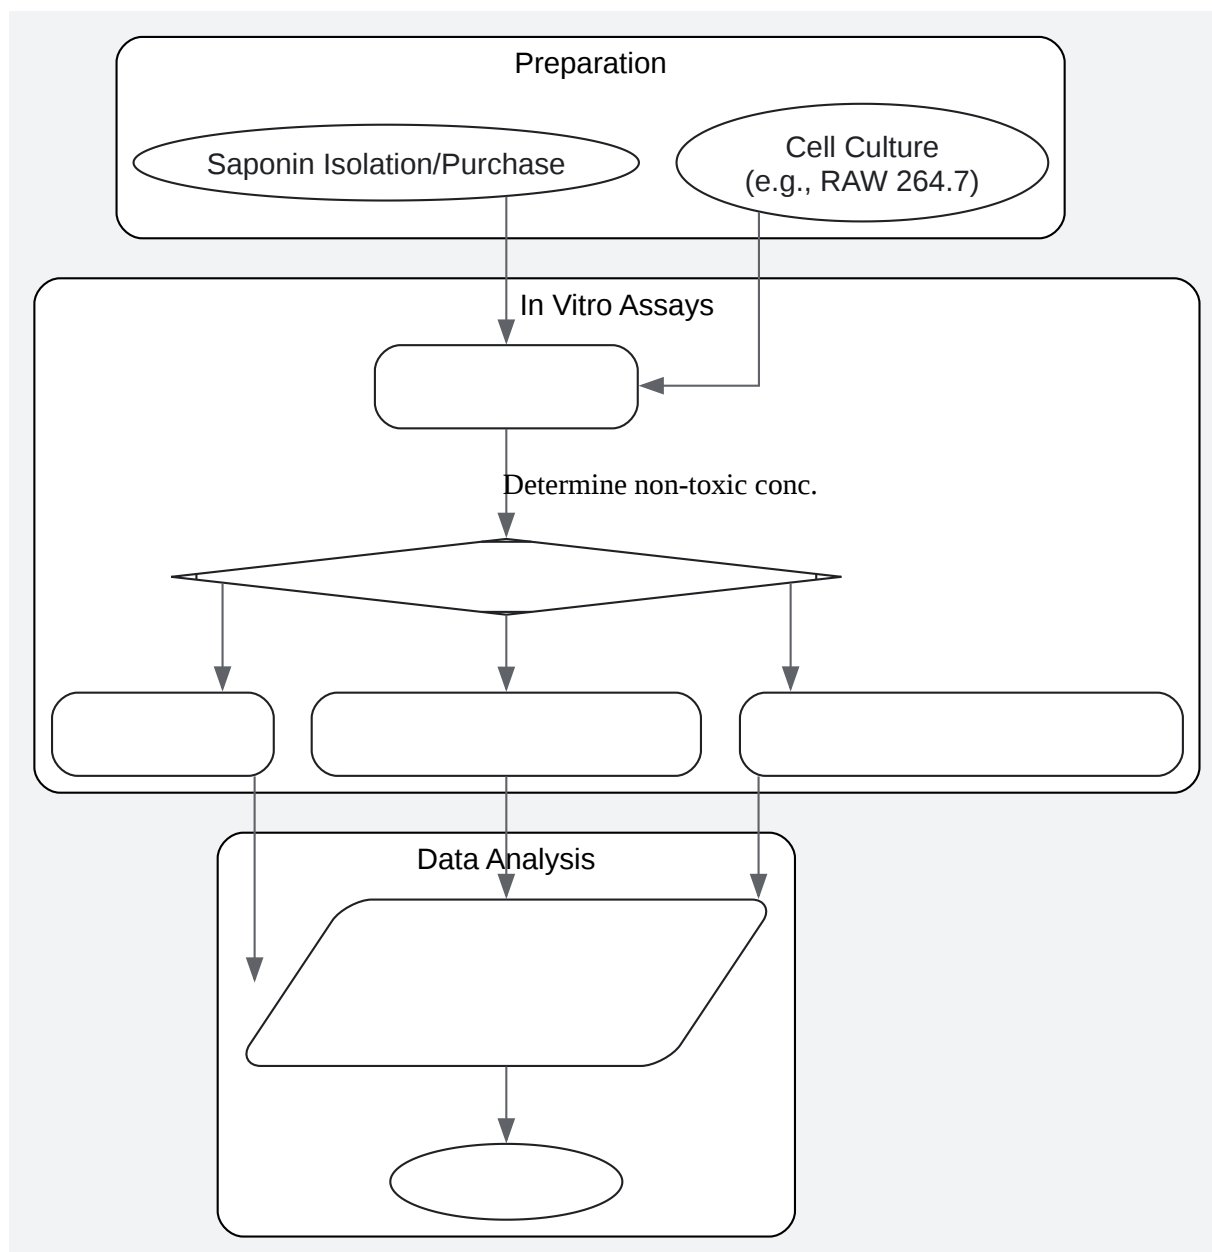 Preparation
Saponin Isolation/Purchase
Cell Culture
(e.g., RAW 264.7)
In Vitro Assays
Determine non-toxic conc.
Data Analysis